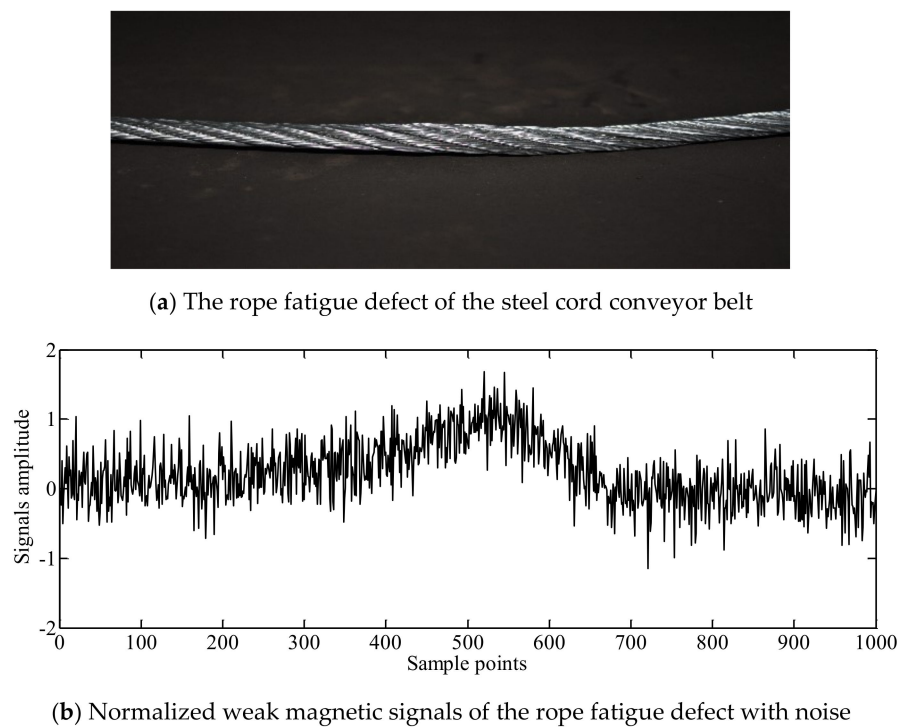 (a) The rope fatigue defect of the steel cord conveyor belt
2
1
0
-1
-2
Signals amplitude
0 100 200 300 400 500 600 700 800 900 1000
Sample points
(b) Normalized weak magnetic signals of the rope fatigue defect with noise